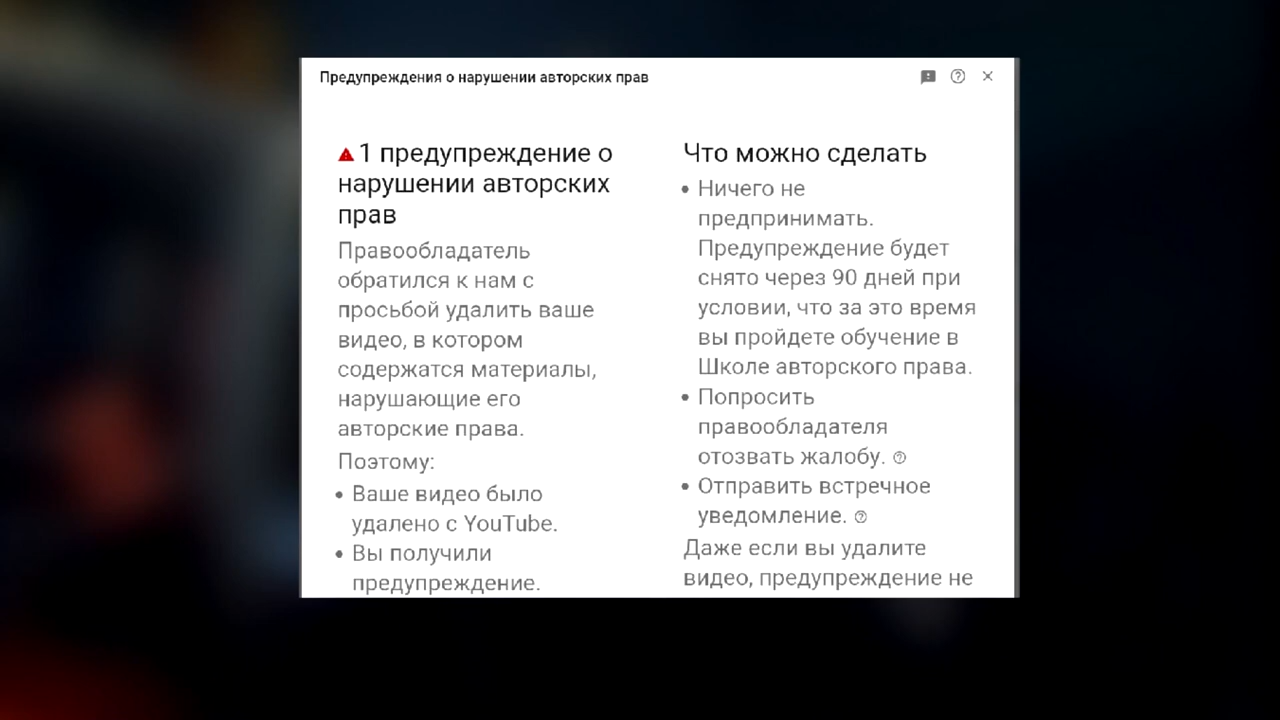 Предупреждения о нарушении авторских прав
1 предупреждение о
нарушении авторских
прав
Правообладатель
обратился к нам с
просьбой удалить ваше
видео, в котором
содержатся материалы,
нарушающие его
авторские права.
Поэтому:
• Ваше видео было
удалено с YouTube.
• Вы получили
предупреждение.
Что можно сделать
• Ничего не
предпринимать.
Предупреждение будет
снято через 90 дней при
условии, что за это время
вы пройдете обучение в
Школе авторского права.
• Попросить
правообладателя
отозвать жалобу.
• Отправить встречное
уведомление.
Даже если вы удалите
видео, предупреждение не